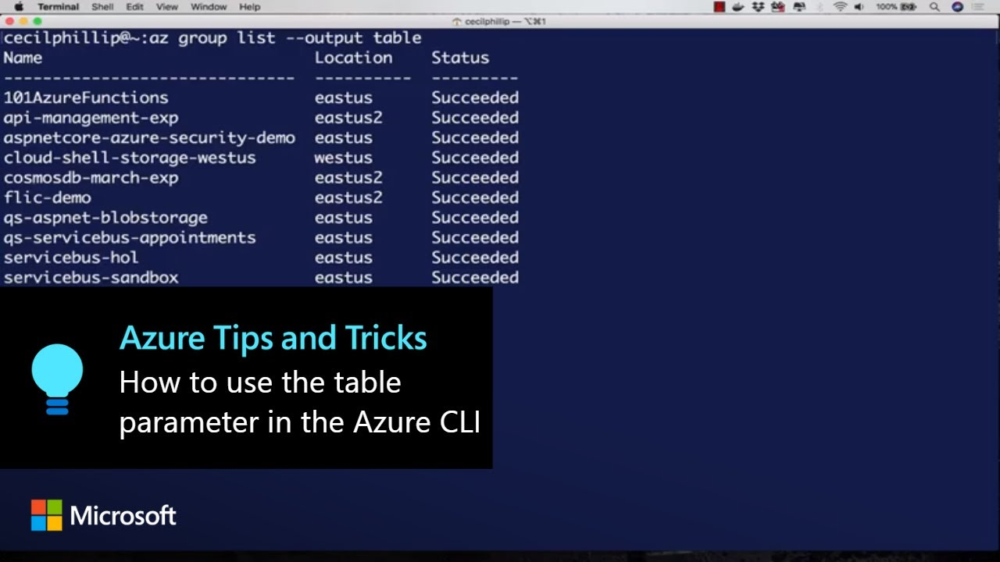 Terminal Shell Edit View Window Help 100%
cecilphillip — ⌥⌘1
cecilphillip@~:az group list --output table
Name Location Status
------------------------------ ---------- ---------
101AzureFunctions eastus Succeeded
api-management-exp eastus2 Succeeded
aspnetcore-azure-security-demo eastus Succeeded
cloud-shell-storage-westus westus Succeeded
cosmosdb-march-exp eastus2 Succeeded
flic-demo eastus2 Succeeded
qs-aspnet-blobstorage eastus Succeeded
qs-servicebus-appointments eastus Succeeded
servicebus-hol eastus Succeeded
servicebus-sandbox eastus Succeeded
Azure Tips and Tricks
How to use the table
parameter in the Azure CLI
Microsoft